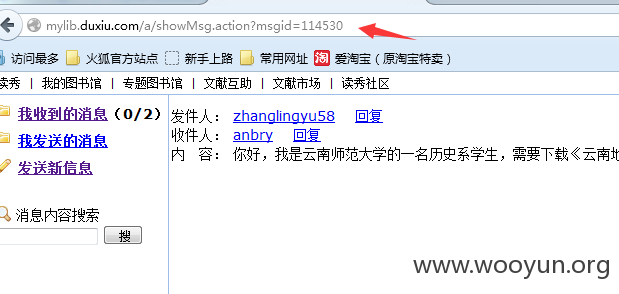 mylib.duxiu.com/a/showMsg.action?msgid=114530
访问最多 火狐官方站点 新手上路 常用网址 淘 爱淘宝（原淘宝特卖）
读秀 | 我的图书馆 | 专题图书馆 | 文献互助 | 文献市场 | 读秀社区
我收到的消息（0/2）
我发送的消息
发送新信息
消息内容搜索
搜
发件人： zhanglingyu58 回复
收件人： anbry 回复
内 容： 你好，我是云南师范大学的一名历史系学生，需要下载《云南地
www.wooyun.org